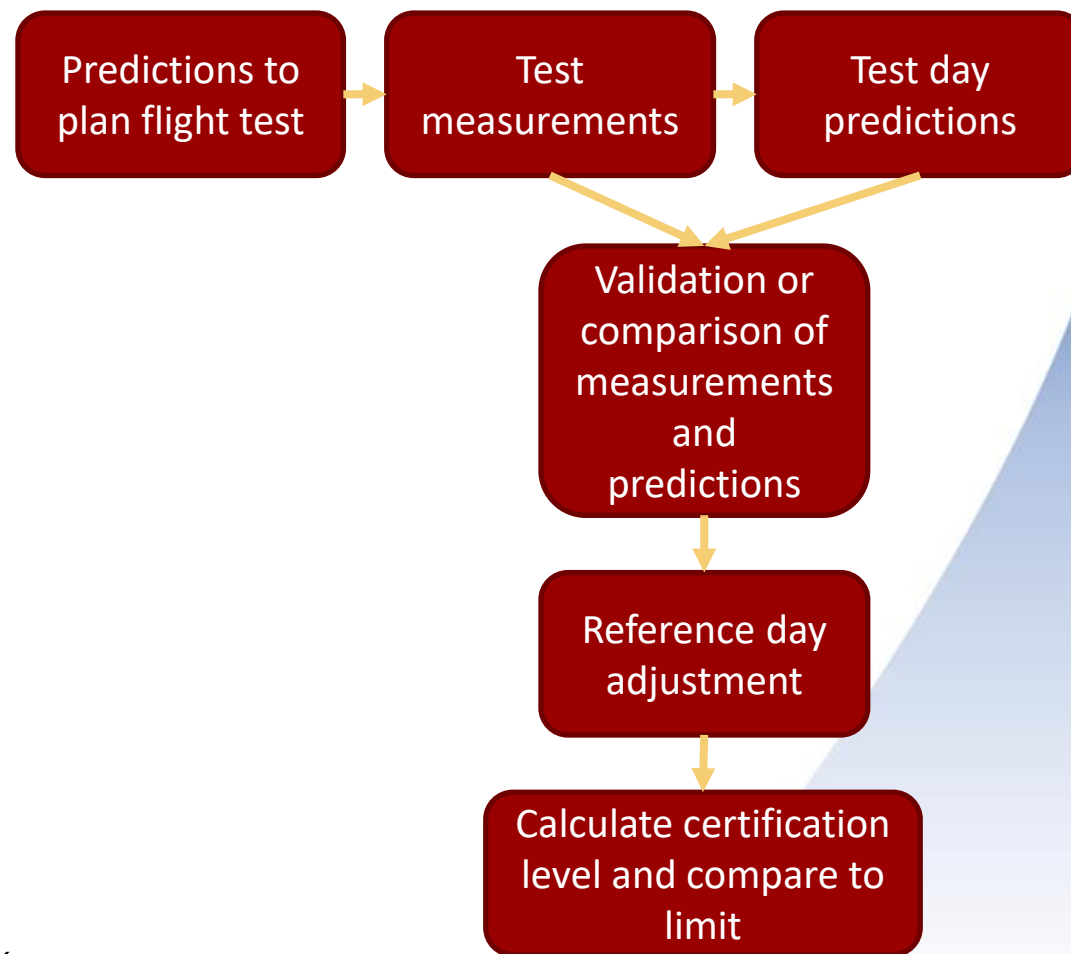 Predictions to
plan flight test
Test
measurements
Test day
predictions
Validation or
comparison of
measurements
and
predictions
Reference day
adjustment
Calculate certification
level and compare to
limit